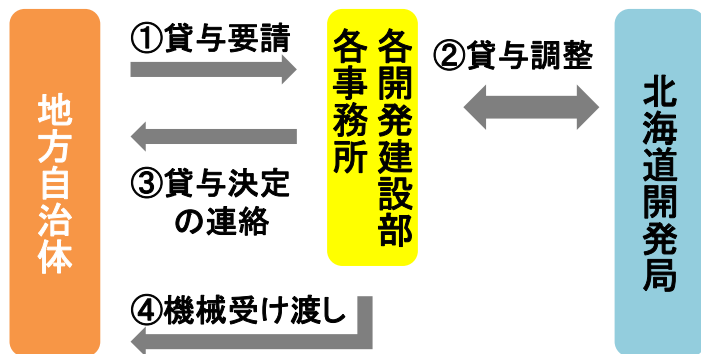 地方自治体
①貸与要請
③貸与決定
の連絡
④機械受け渡し
各開発建設部
各事務所
②貸与調整
北海道開発局